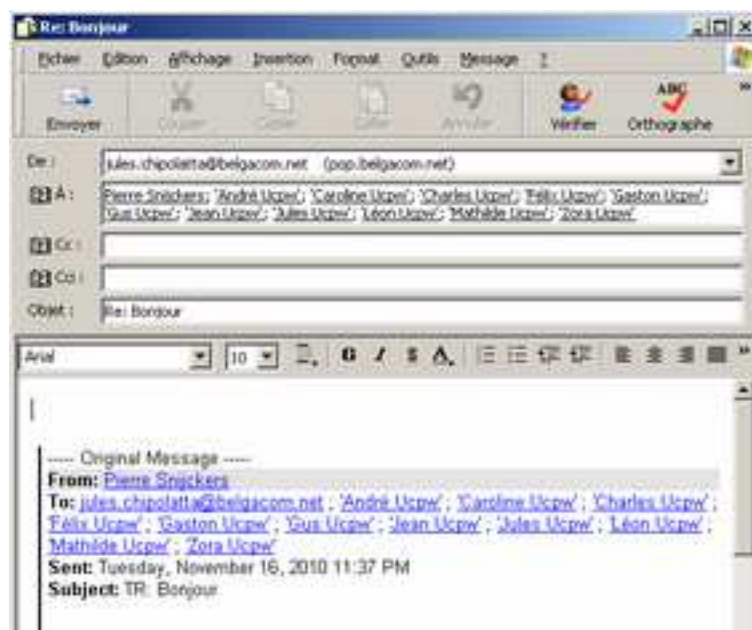 Re: Bonjour
Fichier Edition Affichage Insertion Format Outils Message ?
Envoyer Couper Copier Coller Annuler Vérifier Orthographe
De : jules.chipolatta@belgacom.net (pop.belgacom.net)
À : Pierre Snijckers; 'André Ucpw'; 'Caroline Ucpw'; 'Charles Ucpw'; 'Félix Ucpw'; 'Gaston Ucpw';
'Gus Ucpw'; 'Jean Ucpw'; 'Jules Ucpw'; 'Léon Ucpw'; 'Mathilde Ucpw'; 'Zora Ucpw'
Cc :
Cci :
Objet : Re: Bonjour
Arial 10 G I S A
----- Original Message -----
From: Pierre Snijckers
To: jules.chipolatta@belgacom.net ; 'André Ucpw' ; 'Caroline Ucpw' ; 'Charles Ucpw' ;
'Félix Ucpw' ; 'Gaston Ucpw' ; 'Gus Ucpw' ; 'Jean Ucpw' ; 'Jules Ucpw' ; 'Léon Ucpw' ;
'Mathilde Ucpw' ; 'Zora Ucpw'
Sent: Tuesday, November 16, 2010 11:37 PM
Subject: TR: Bonjour